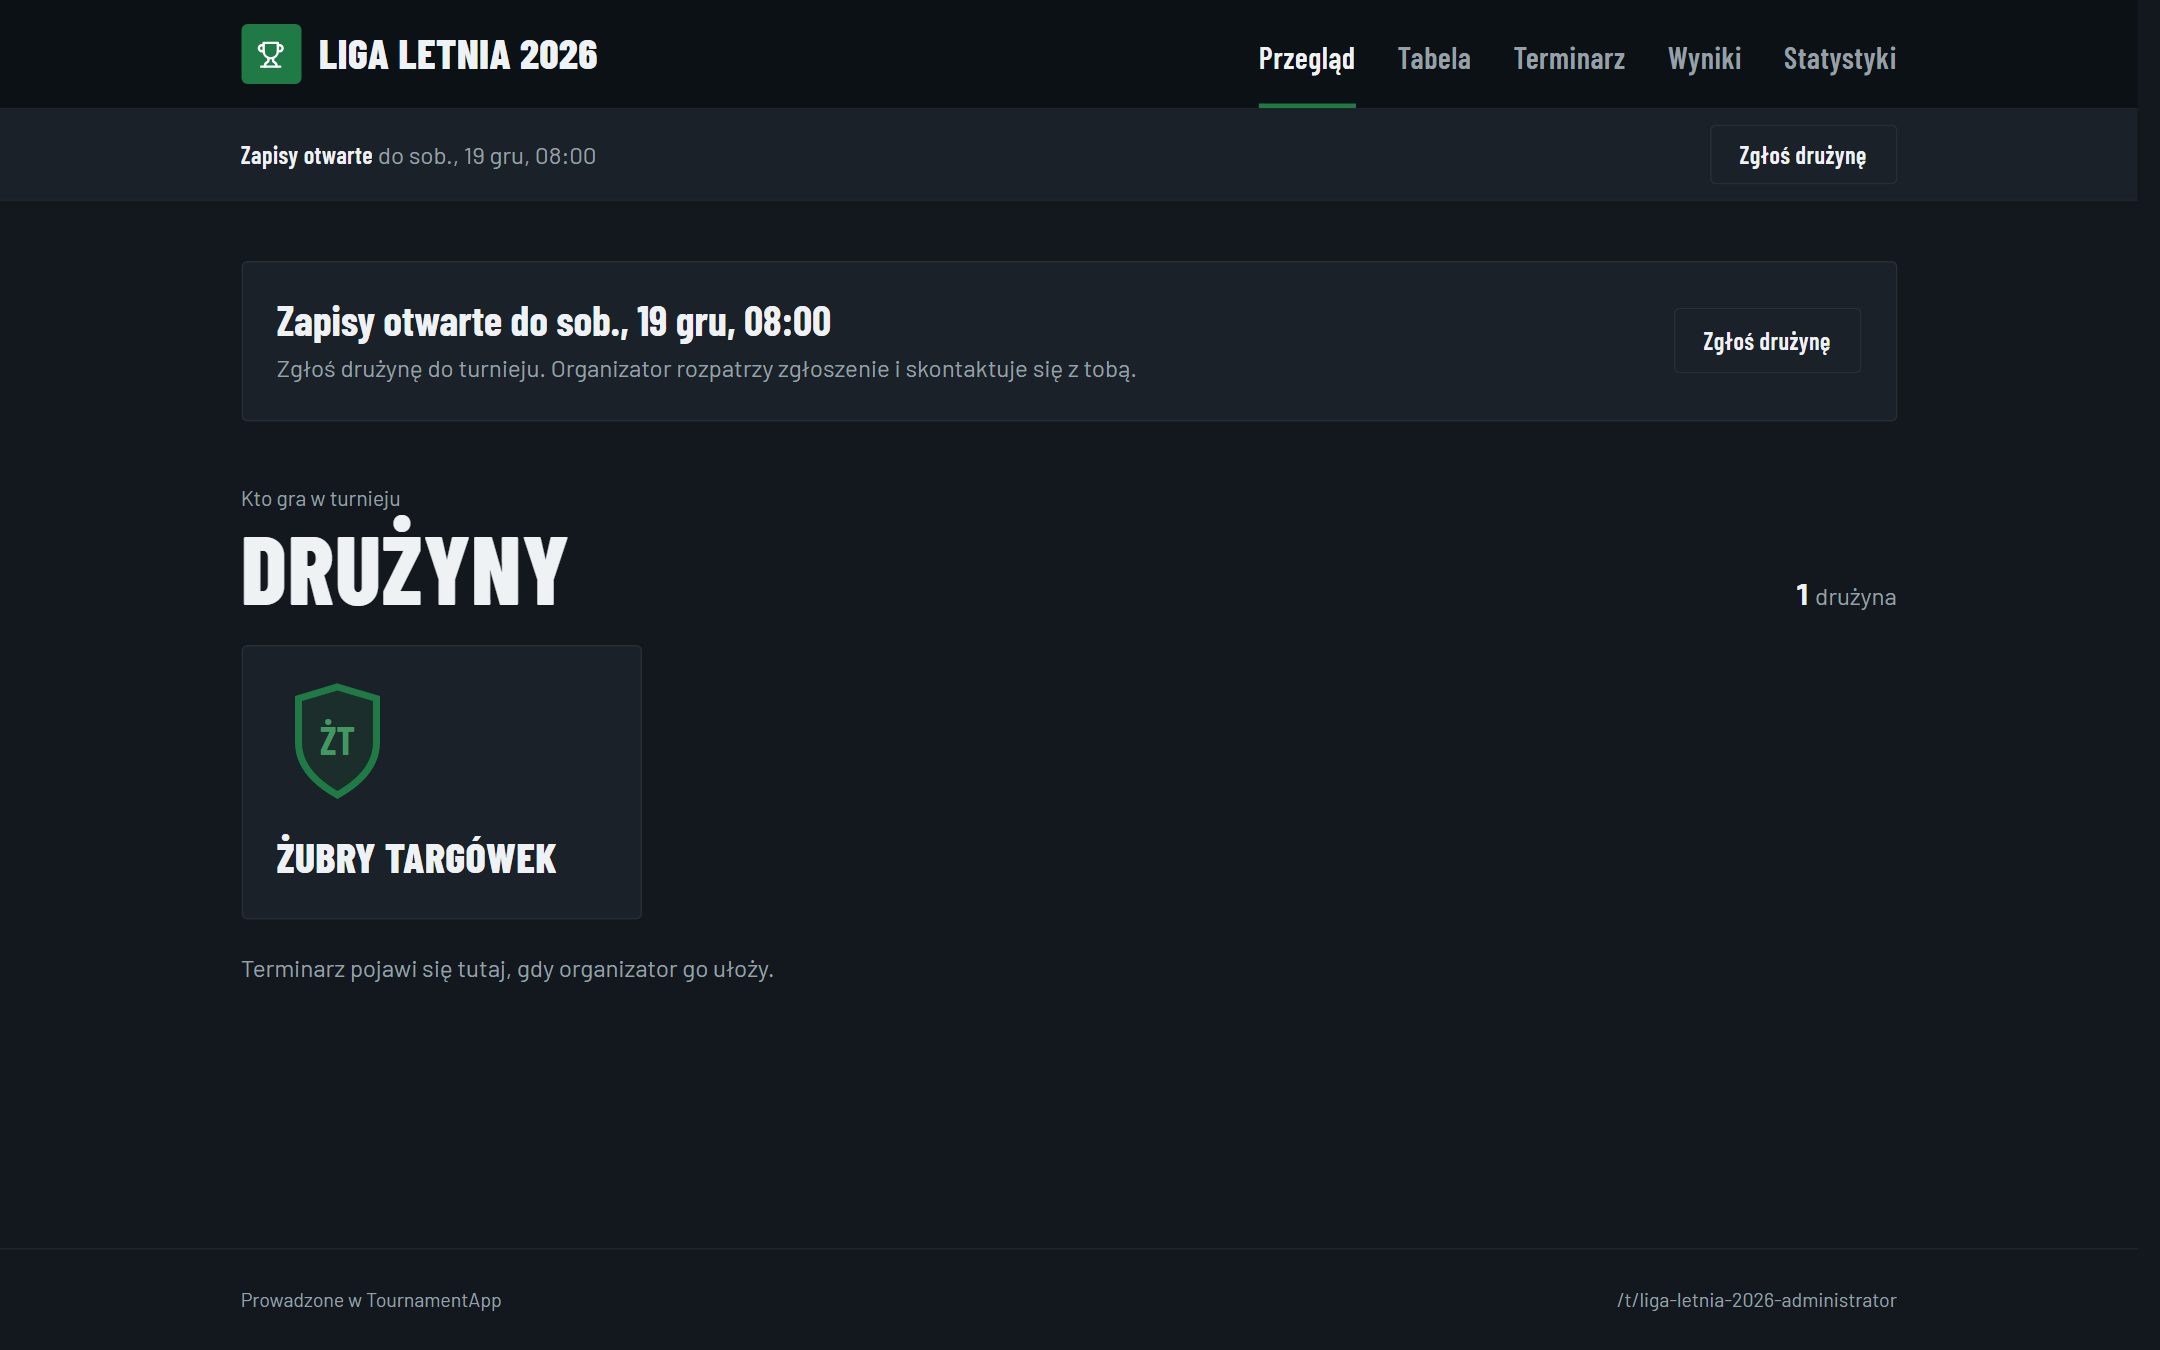 LIGA LETNIA 2026
Przegląd Tabela Terminarz Wyniki Statystyki
Zapisy otwarte do sob., 19 gru, 08:00
Zgłoś drużynę
Zapisy otwarte do sob., 19 gru, 08:00
Zgłoś drużynę do turnieju. Organizator rozpatrzy zgłoszenie i skontaktuje się z tobą.
Zgłoś drużynę
Kto gra w turnieju
DRUŻYNY
1 drużyna
ŻT
ŻUBRY TARGÓWEK
Terminarz pojawi się tutaj, gdy organizator go ułoży.
Prowadzone w TournamentApp
/t/liga-letnia-2026-administrator